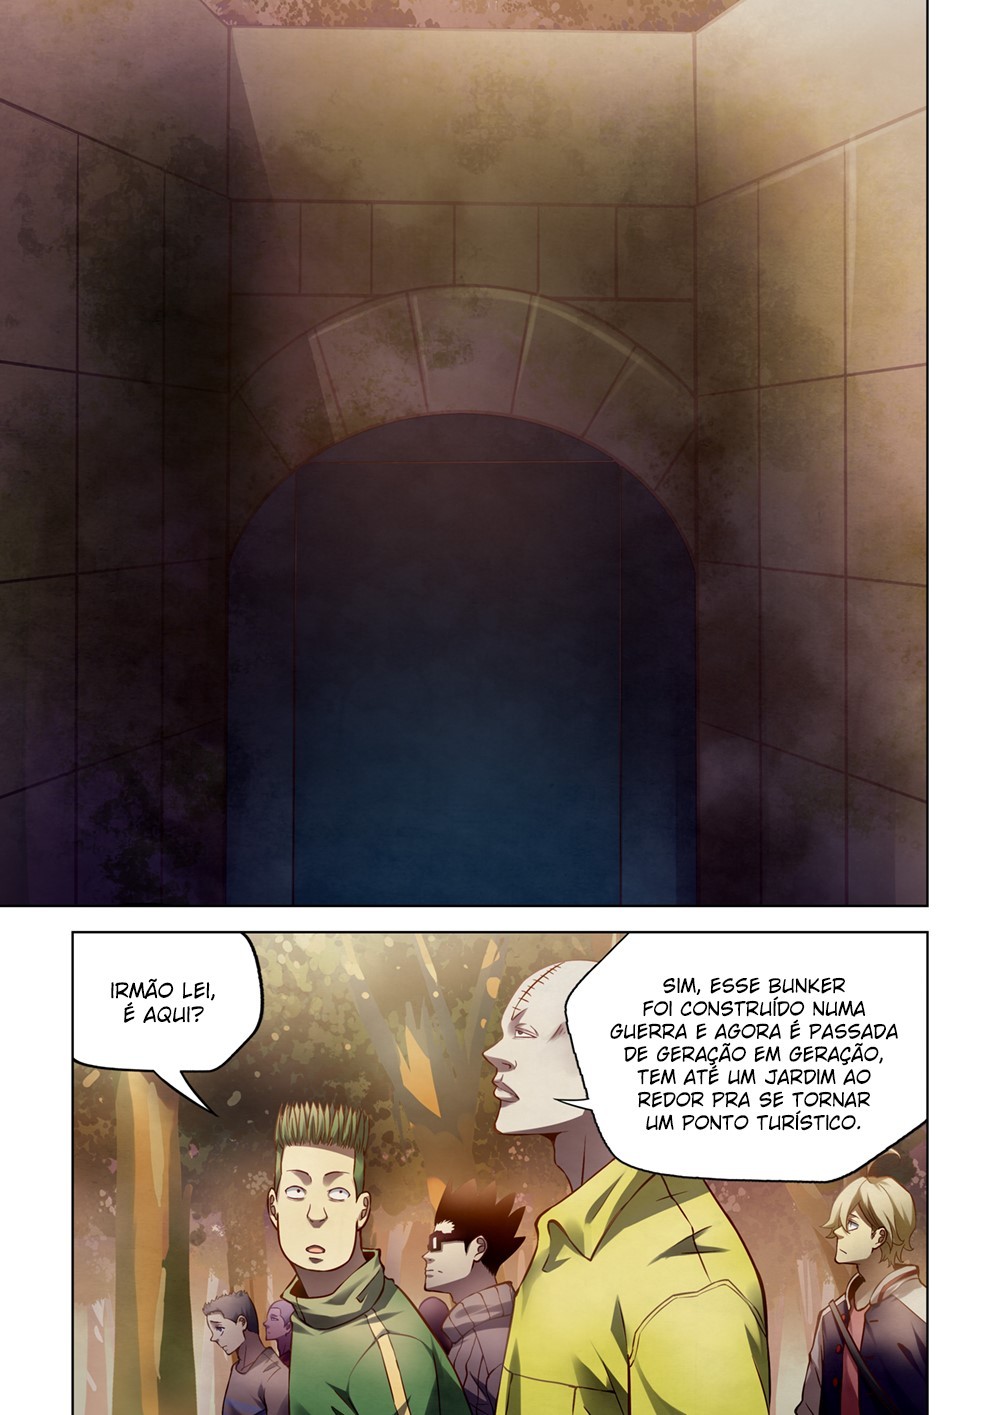 IRMÃO LEI,
É AQUI?
SIM, ESSE BUNKER
FOI CONSTRUÍDO NUMA
GUERRA E AGORA É PASSADA
DE GERAÇÃO EM GERAÇÃO,
TEM ATÉ UM JARDIM AO
REDOR PRA SE TORNAR
UM PONTO TURÍSTICO.